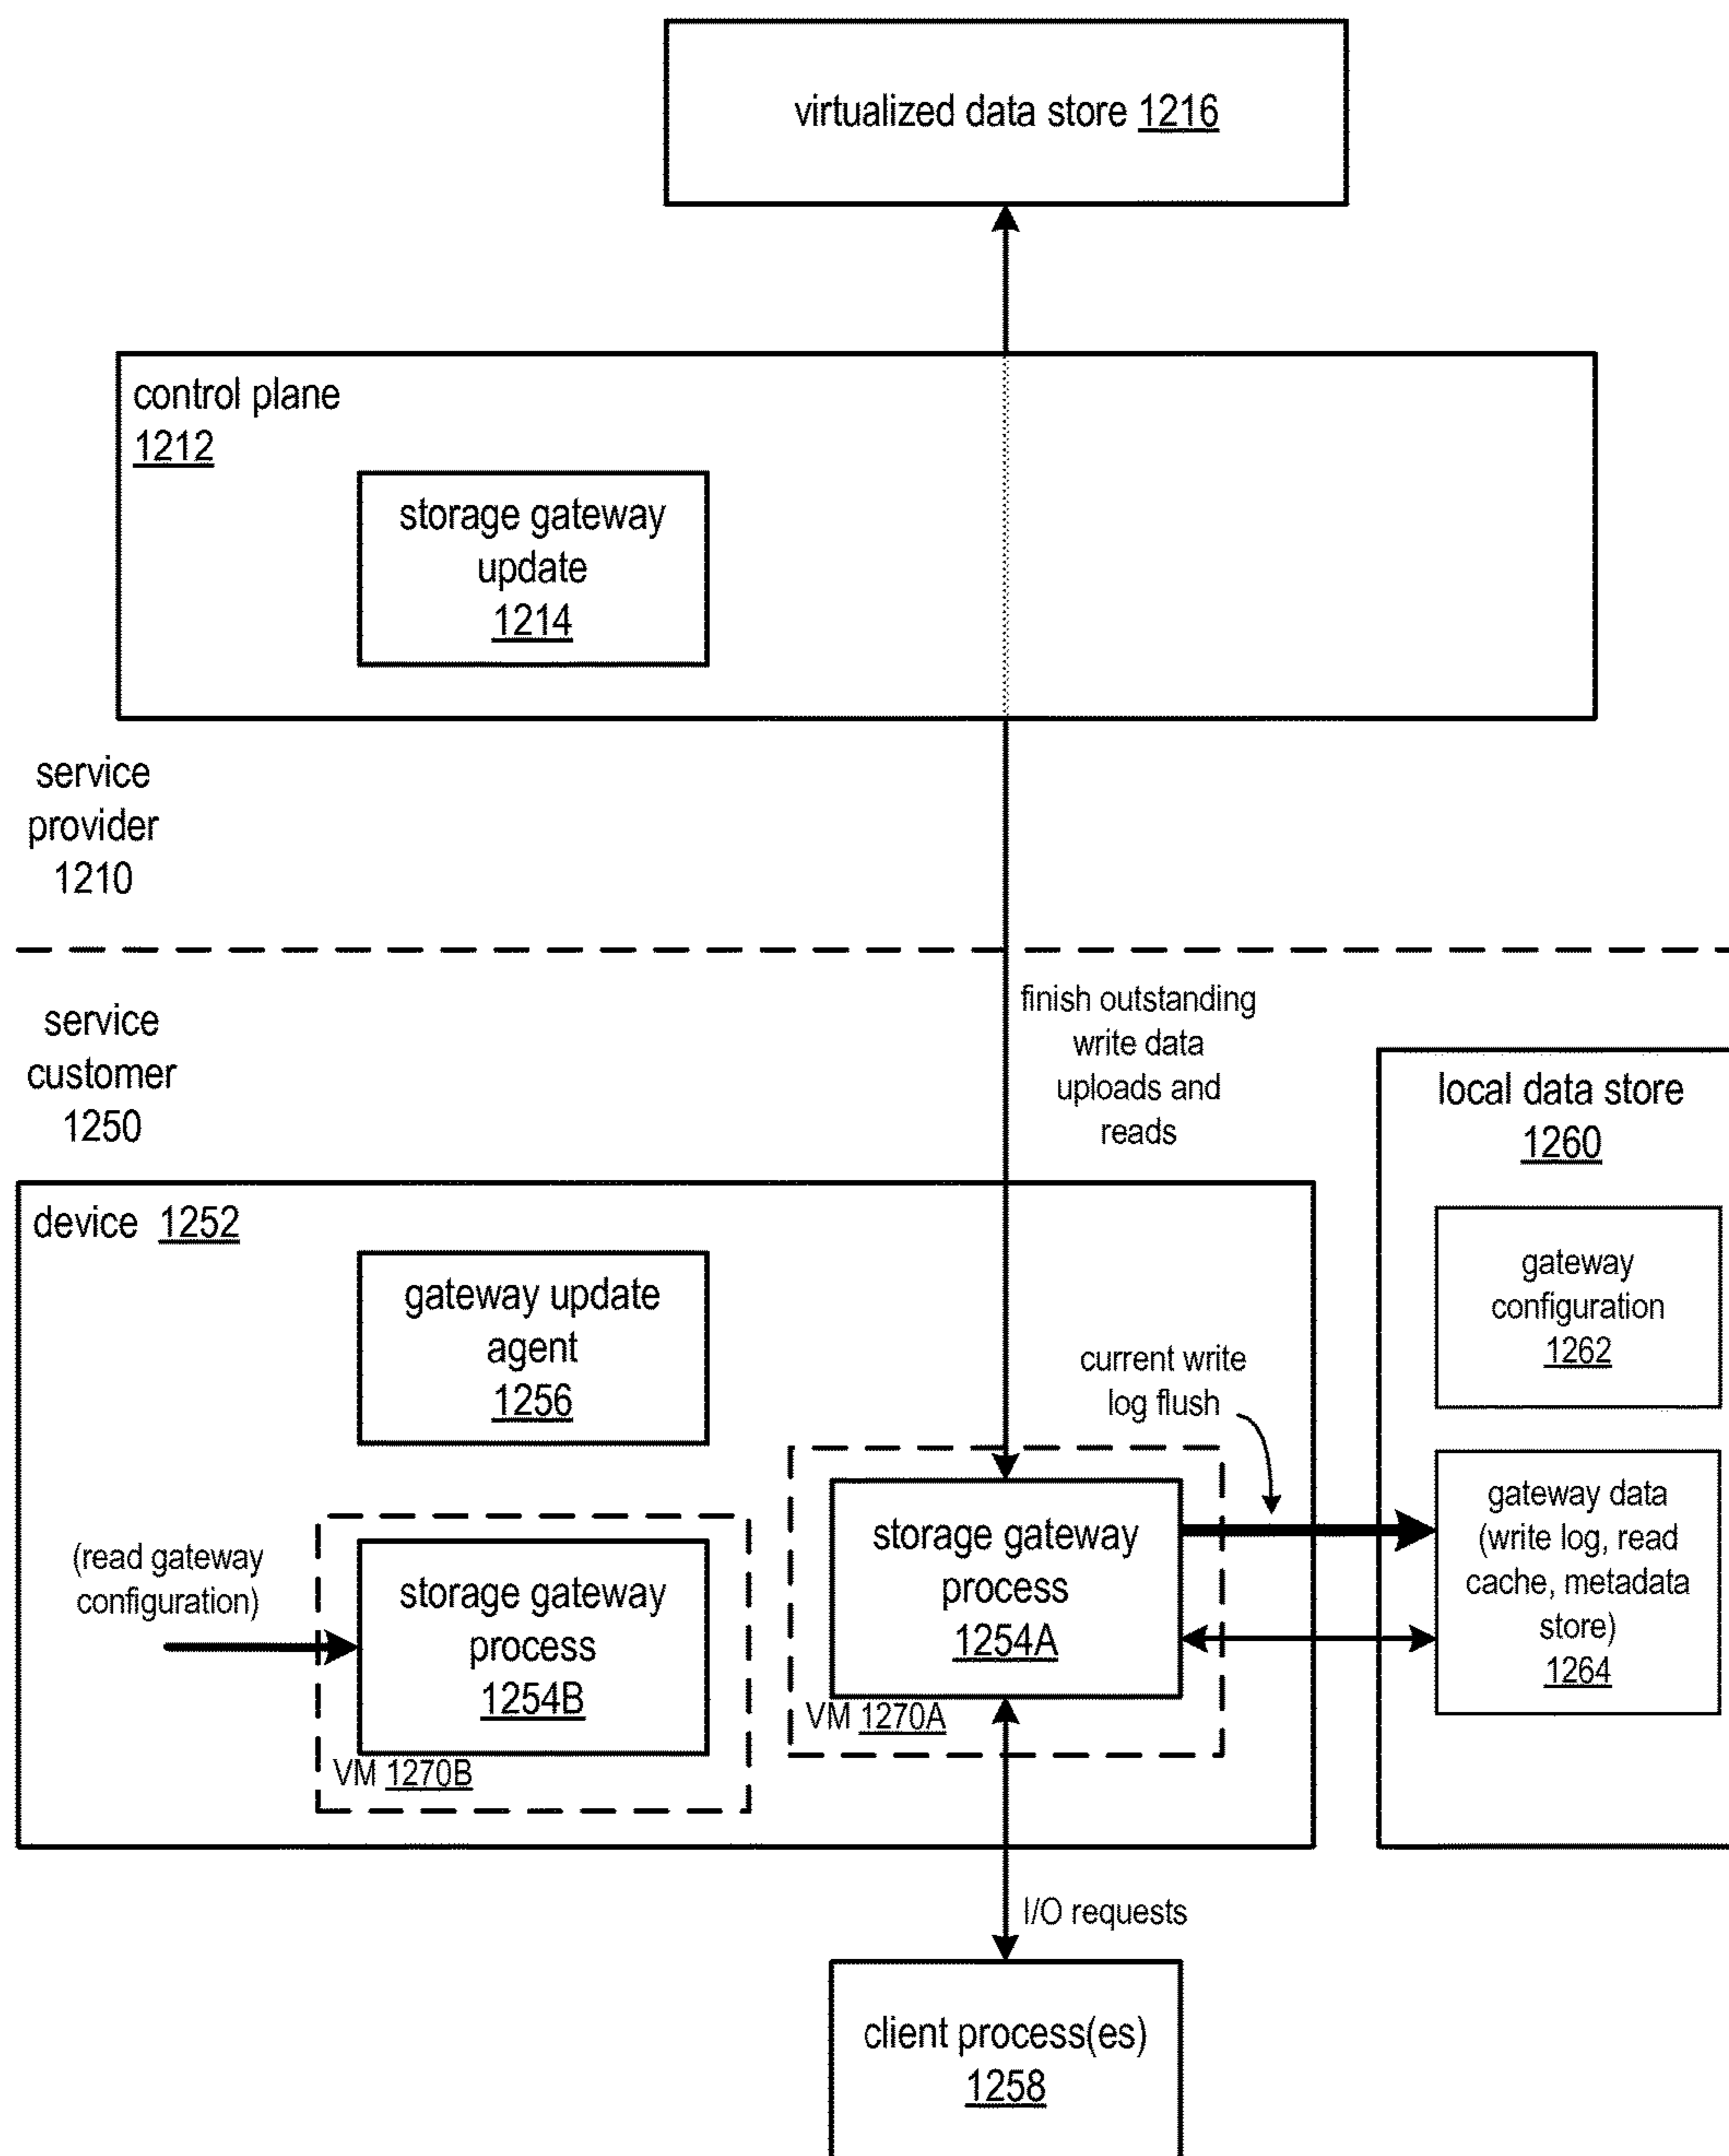 virtualized data store 1216
control plane
1212
storage gateway
update
1214
service
provider
1210
service
customer
1250
finish outstanding
write data
uploads and
reads
local data store
1260
device 1252
gateway update
agent
1256
gateway
configuration
1262
current write
log flush
(read gateway
configuration)
storage gateway
process
1254B
VM 1270B
storage gateway
process
1254A
VM 1270A
gateway data
(write log, read
cache, metadata
store)
1264
I/O requests
client process(es)
1258